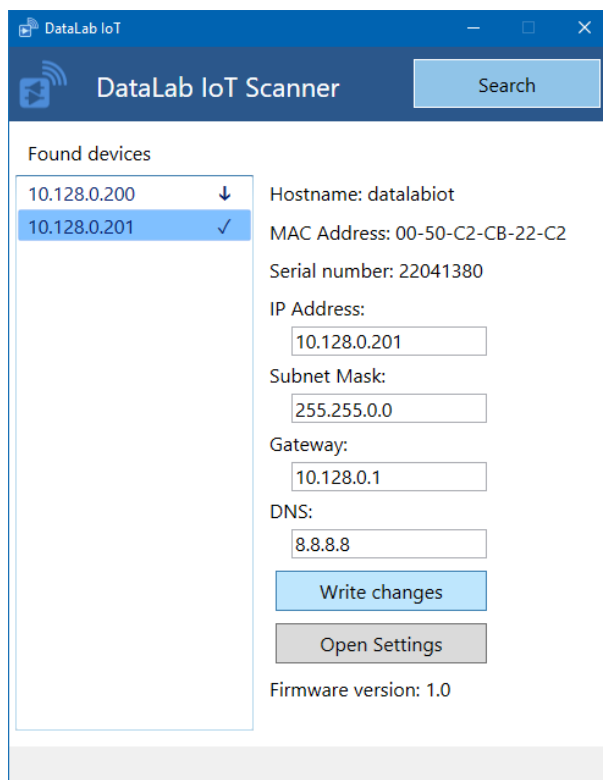 DataLab IoT
DataLab IoT Scanner
Search
Found devices
10.128.0.200 ↓
10.128.0.201 ✓
Hostname: datalabiot
MAC Address: 00-50-C2-CB-22-C2
Serial number: 22041380
IP Address:
10.128.0.201
Subnet Mask:
255.255.0.0
Gateway:
10.128.0.1
DNS:
8.8.8.8
Write changes
Open Settings
Firmware version: 1.0